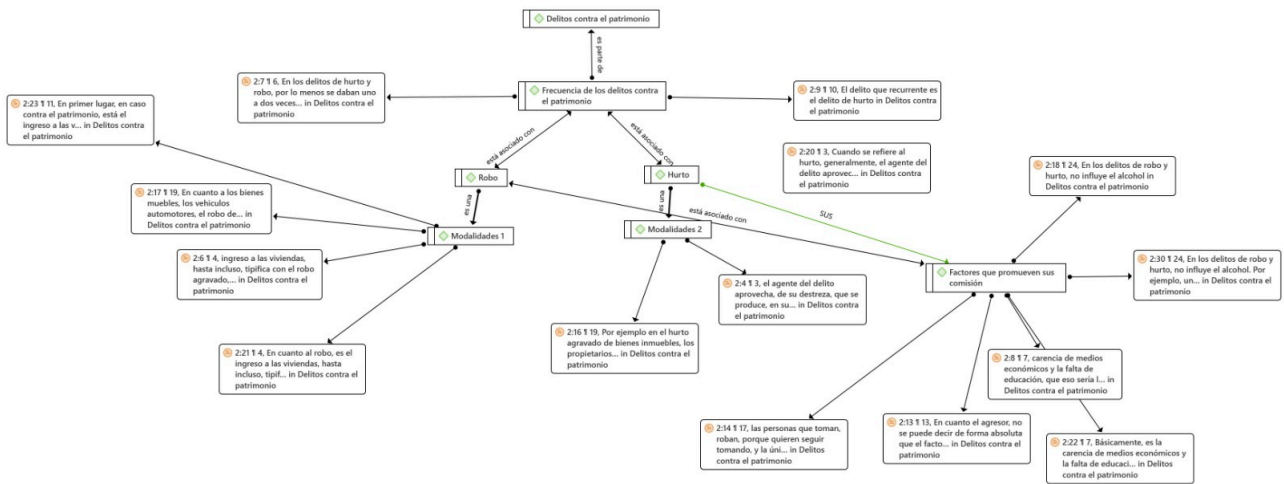 Delitos contra el patrimonio
es parte de
2:7 ¶ 6, En los delitos de hurto y
robo, por lo menos se daban uno
a dos veces... in Delitos contra el
patrimonio
Frecuencia de los delitos contra
el patrimonio
2:9 ¶ 10, El delito que recurrente es
el delito de hurto in Delitos contra
el patrimonio
2:23 ¶ 11, En primer lugar, en caso
contra el patrimonio, está el
ingreso a las v... in Delitos contra
el patrimonio
está asociado con
está asociado con
2:20 ¶ 3, Cuando se refiere al
hurto, generalmente, el agente del
delito aprovec... in Delitos contra
el patrimonio
2:18 ¶ 24, En los delitos de robo y
hurto, no influye el alcohol in
Delitos contra el patrimonio
Robo
Hurto
2:17 ¶ 19, En cuanto a los bienes
muebles, los vehículos
automotores, el robo de... in
Delitos contra el patrimonio
es una
es una
está asociado con
SUS
Modalidades 1
Modalidades 2
2:6 ¶ 4, ingreso a las viviendas,
hasta incluso, tipifica con el robo
agravado,... in Delitos contra el
patrimonio
Factores que promueven sus
comisión
2:30 ¶ 24, En los delitos de robo y
hurto, no influye el alcohol. Por
ejemplo, un... in Delitos contra el
patrimonio
2:4 ¶ 3, el agente del delito
aprovecha, de su destreza, que se
produce, en su... in Delitos contra
el patrimonio
2:16 ¶ 19, Por ejemplo en el hurto
agravado de bienes inmuebles, los
propietarios... in Delitos contra el
patrimonio
2:21 ¶ 4, En cuanto al robo, es el
ingreso a las viviendas, hasta
incluso, tipif... in Delitos contra el
patrimonio
2:8 ¶ 7, carencia de medios
económicos y la falta de
educación, que eso sería l... in
Delitos contra el patrimonio
2:14 ¶ 17, las personas que toman,
roban, porque quieren seguir
tomando, y la úni... in Delitos
contra el patrimonio
2:13 ¶ 13, En cuanto el agresor, no
se puede decir de forma absoluta
que el facto... in Delitos contra el
patrimonio
2:22 ¶ 7, Básicamente, es la
carencia de medios económicos y
la falta de educaci... in Delitos
contra el patrimonio